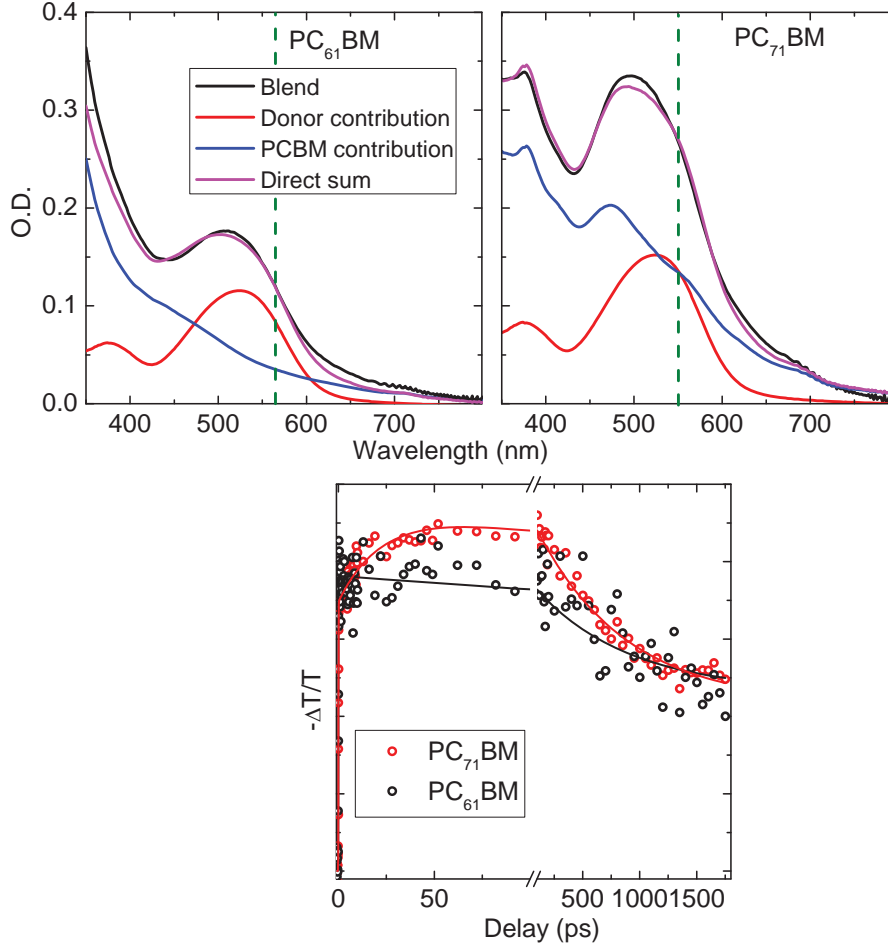 PC₆₁BM
PC₇₁BM
Blend
Donor contribution
PCBM contribution
Direct sum
O.D.
0.4
0.3
0.2
0.1
0.0
400 500 600 700
400 500 600 700
Wavelength (nm)
-ΔT/T
PC₇₁BM
PC₆₁BM
0 50 500 1000 1500
Delay (ps)